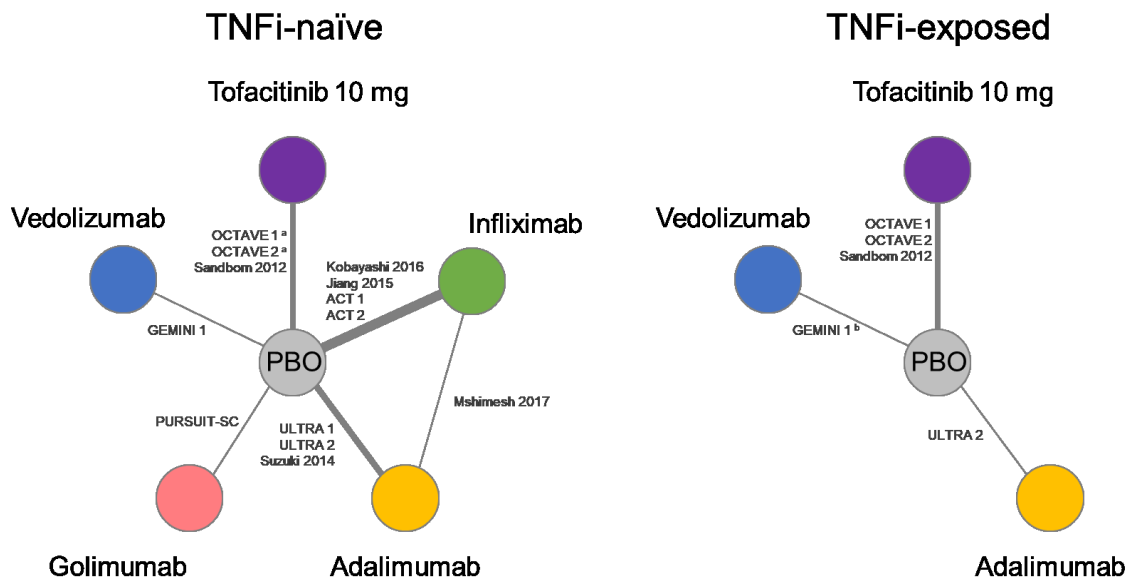 TNFi-naïve
Tofacitinib 10 mg
Vedolizumab
Infliximab
OCTAVE 1 ª
OCTAVE 2 ª
Sandborn 2012
Kobayashi 2016
Jiang 2015
ACT 1
ACT 2
GEMINI 1
PBO
PURSUIT-SC
ULTRA 1
ULTRA 2
Suzuki 2014
Mshimesh 2017
Golimumab
Adalimumab
TNFi-exposed
Tofacitinib 10 mg
Vedolizumab
OCTAVE 1
OCTAVE 2
Sandborn 2012
GEMINI 1 ᵇ
PBO
ULTRA 2
Adalimumab